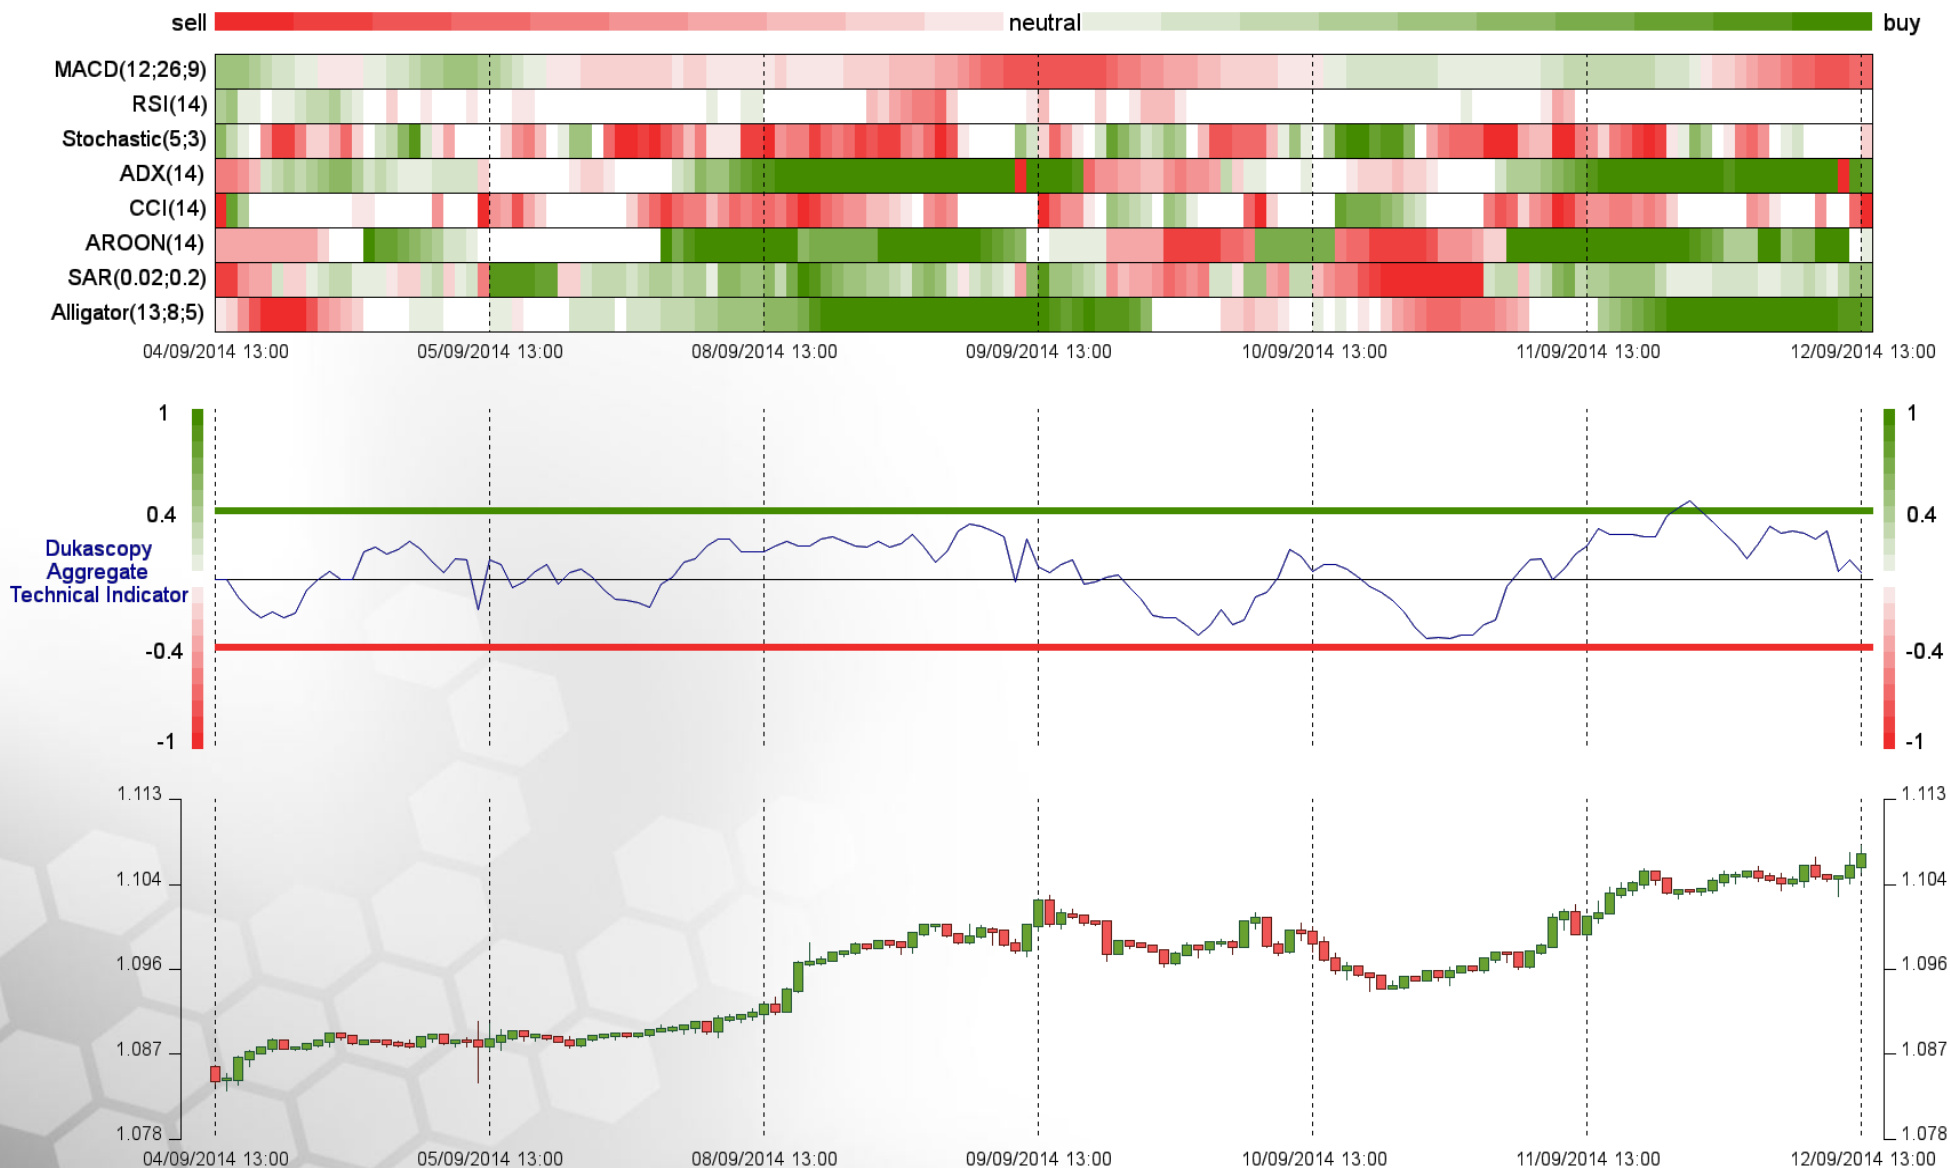 sell neutral buy
MACD(12;26;9)
RSI(14)
Stochastic(5;3)
ADX(14)
CCI(14)
AROON(14)
SAR(0.02;0.2)
Alligator(13;8;5)
04/09/2014 13:00 05/09/2014 13:00 08/09/2014 13:00 09/09/2014 13:00 10/09/2014 13:00 11/09/2014 13:00 12/09/2014 13:00
1 1
0.4 0.4
Dukascopy
Aggregate
Technical Indicator
-0.4 -0.4
-1 -1
1.113 1.113
1.104 1.104
1.096 1.096
1.087 1.087
1.078 1.078
04/09/2014 13:00 05/09/2014 13:00 08/09/2014 13:00 09/09/2014 13:00 10/09/2014 13:00 11/09/2014 13:00 12/09/2014 13:00